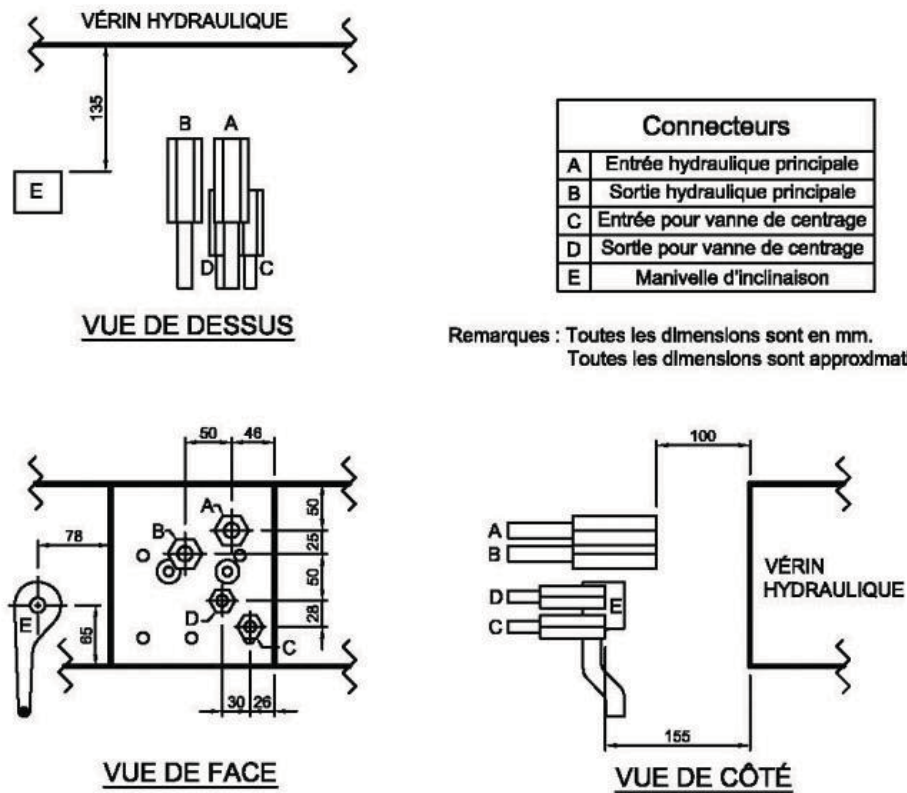 VÉRIN HYDRAULIQUE
135
B A
E
D C
VUE DE DESSUS
Connecteurs
A Entrée hydraulique principale
B Sortie hydraulique principale
C Entrée pour vanne de centrage
D Sortie pour vanne de centrage
E Manivelle d'inclinaison
Remarques : Toutes les dimensions sont en mm.
Toutes les dimensions sont approximat
50 46
A
50
B
25
78
50
E
D
28
65
C
30 26
VUE DE FACE
100
A
B
VÉRIN
HYDRAULIQUE
D
E
C
155
VUE DE CÔTÉ